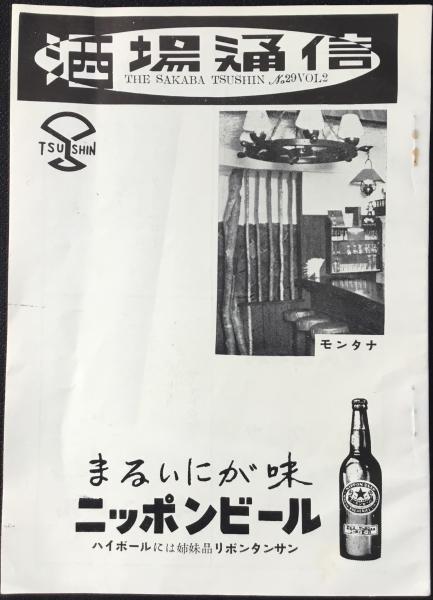 酒場通信
THE SAKABA TSUSHIN No.29 VOL.2
TSUSHIN
モンタナ
まるいにが味
ニッポンビール
ハイボールには姉妹品リボンタンサン